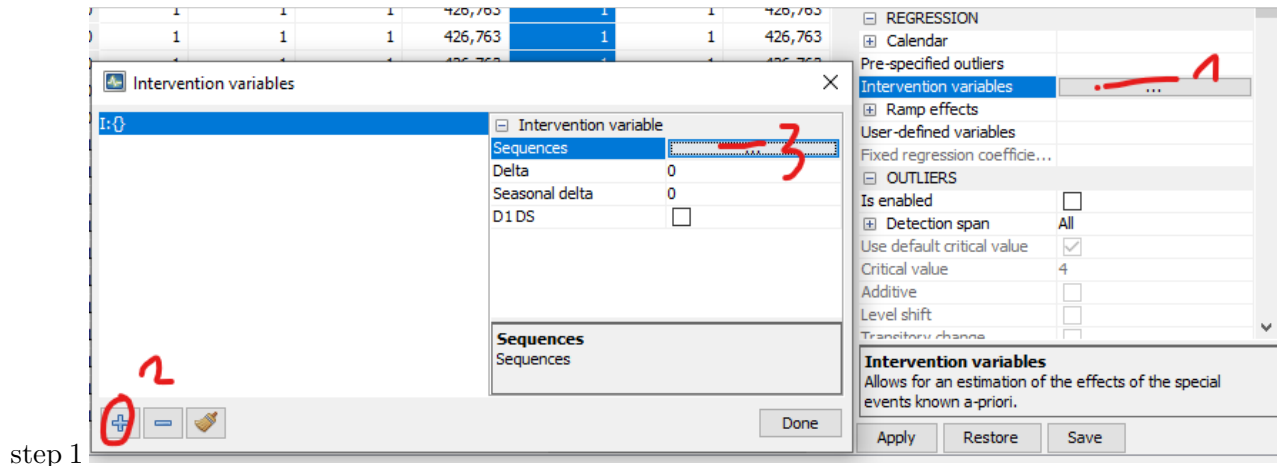 1 1 1 426,763 1 1 426,763
1 1 1 426,763 1 1 426,763
Intervention variables
I:{}
Intervention variable
Sequences ...
Delta 0
Seasonal delta 0
D1DS
Sequences
Sequences
Done
REGRESSION
Calendar
Pre-specified outliers
Intervention variables ...
Ramp effects
User-defined variables
Fixed regression coefficie...
OUTLIERS
Is enabled
Detection span All
Use default critical value
Critical value 4
Additive
Level shift
Transitory change
Intervention variables
Allows for an estimation of the effects of the special
events known a-priori.
Apply Restore Save
1
2
3
step 1